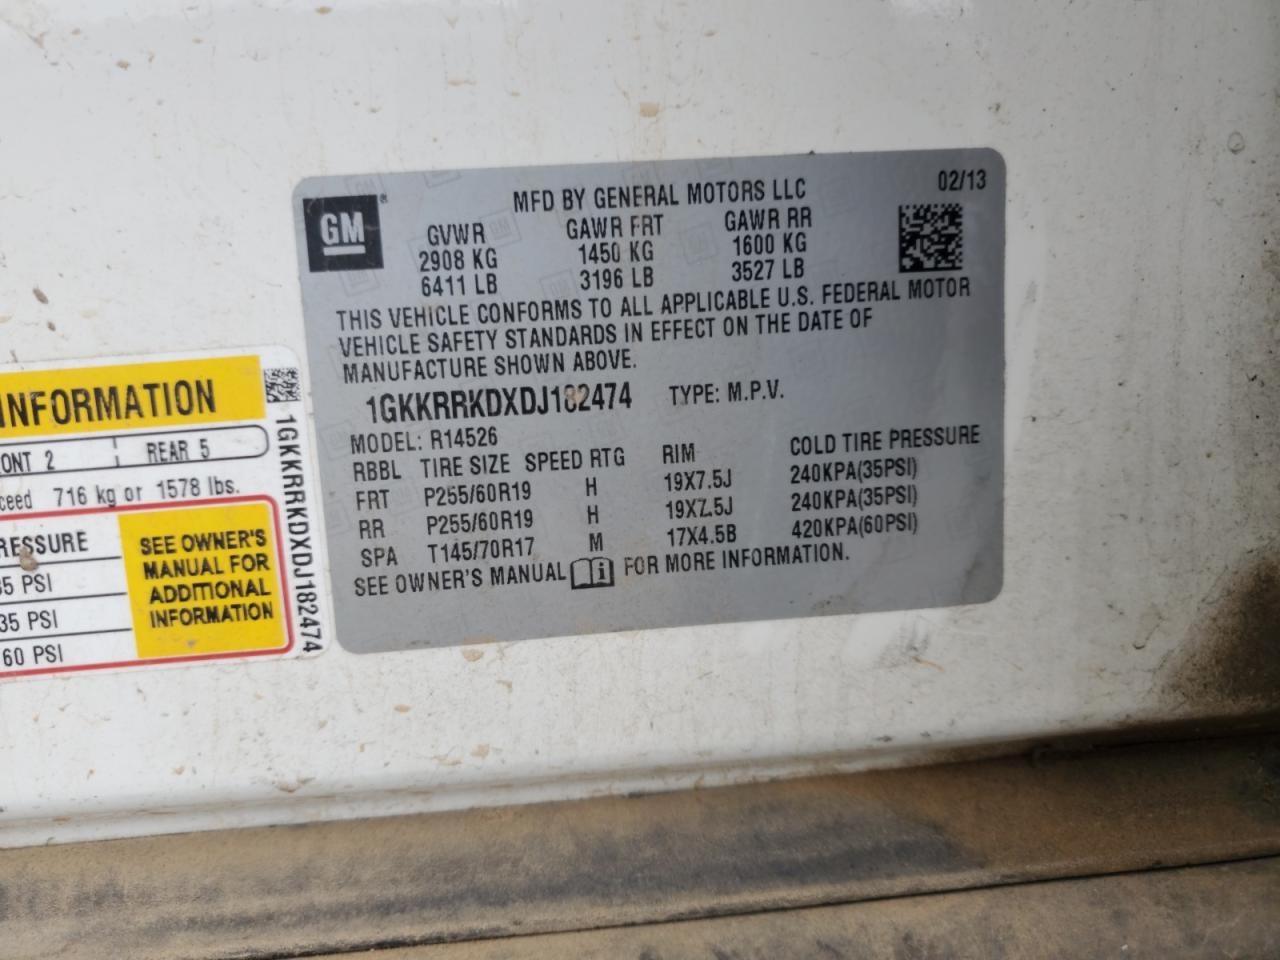 GM®
MFD BY GENERAL MOTORS LLC
02/13
GVWR GAWR FRT GAWR RR
2908 KG 1450 KG 1600 KG
6411 LB 3196 LB 3527 LB
THIS VEHICLE CONFORMS TO ALL APPLICABLE U.S. FEDERAL MOTOR
VEHICLE SAFETY STANDARDS IN EFFECT ON THE DATE OF
MANUFACTURE SHOWN ABOVE.
1GKKRRKDXDJ182474 TYPE: M.P.V.
MODEL: R14526
RBBL TIRE SIZE SPEED RTG RIM COLD TIRE PRESSURE
FRT P255/60R19 H 19X7.5J 240KPA(35PSI)
RR P255/60R19 H 19X7.5J 240KPA(35PSI)
SPA T145/70R17 M 17X4.5B 420KPA(60PSI)
SEE OWNER'S MANUAL i FOR MORE INFORMATION.
INFORMATION
ONT 2 REAR 5
ceed 716 kg or 1578 lbs.
RESSURE
35 PSI
35 PSI
60 PSI
SEE OWNER'S
MANUAL FOR
ADDITIONAL
INFORMATION
1GKKRRKDXDJ182474